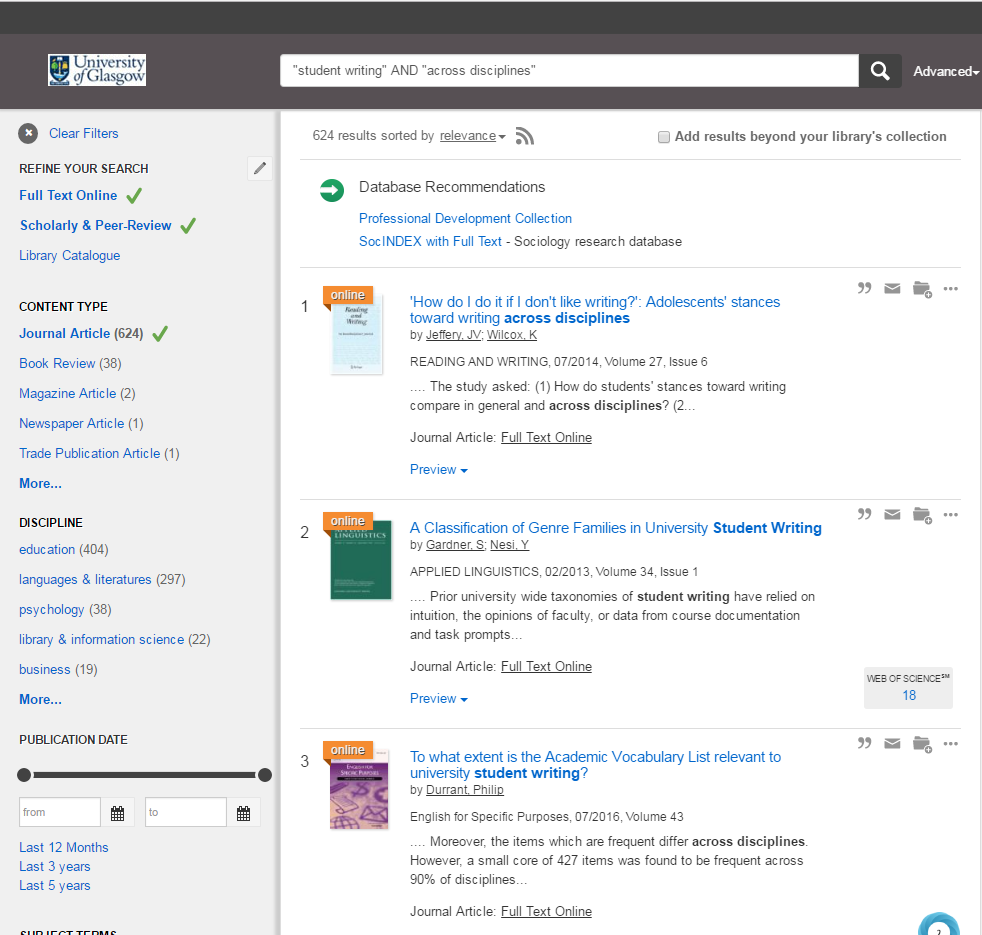 University
of Glasgow
"student writing" AND "across disciplines"
Advanced
Clear Filters
REFINE YOUR SEARCH
Full Text Online
Scholarly & Peer-Review
Library Catalogue
CONTENT TYPE
Journal Article (624)
Book Review (38)
Magazine Article (2)
Newspaper Article (1)
Trade Publication Article (1)
More...
DISCIPLINE
education (404)
languages & literatures (297)
psychology (38)
library & information science (22)
business (19)
More...
PUBLICATION DATE
from
to
Last 12 Months
Last 3 years
Last 5 years
SUBJECT TERMS
624 results sorted by relevance
Add results beyond your library's collection
Database Recommendations
Professional Development Collection
SocINDEX with Full Text - Sociology research database
1
online
Reading
and
Writing
'How do I do it if I don't like writing?': Adolescents' stances
toward writing across disciplines
by Jeffery, JV; Wilcox, K
READING AND WRITING, 07/2014, Volume 27, Issue 6
.... The study asked: (1) How do students' stances toward writing
compare in general and across disciplines? (2...
Journal Article: Full Text Online
Preview
2
online
LINGUISTICS
A Classification of Genre Families in University Student Writing
by Gardner, S; Nesi, Y
APPLIED LINGUISTICS, 02/2013, Volume 34, Issue 1
.... Prior university wide taxonomies of student writing have relied on
intuition, the opinions of faculty, or data from course documentation
and task prompts...
Journal Article: Full Text Online
Preview
WEB OF SCIENCE℠
18
3
online
ENGLISH FOR
SPECIFIC PURPOSES
To what extent is the Academic Vocabulary List relevant to
university student writing?
by Durrant, Philip
English for Specific Purposes, 07/2016, Volume 43
.... Moreover, the items which are frequent differ across disciplines.
However, a small core of 427 items was found to be frequent across
90% of disciplines...
Journal Article: Full Text Online
?